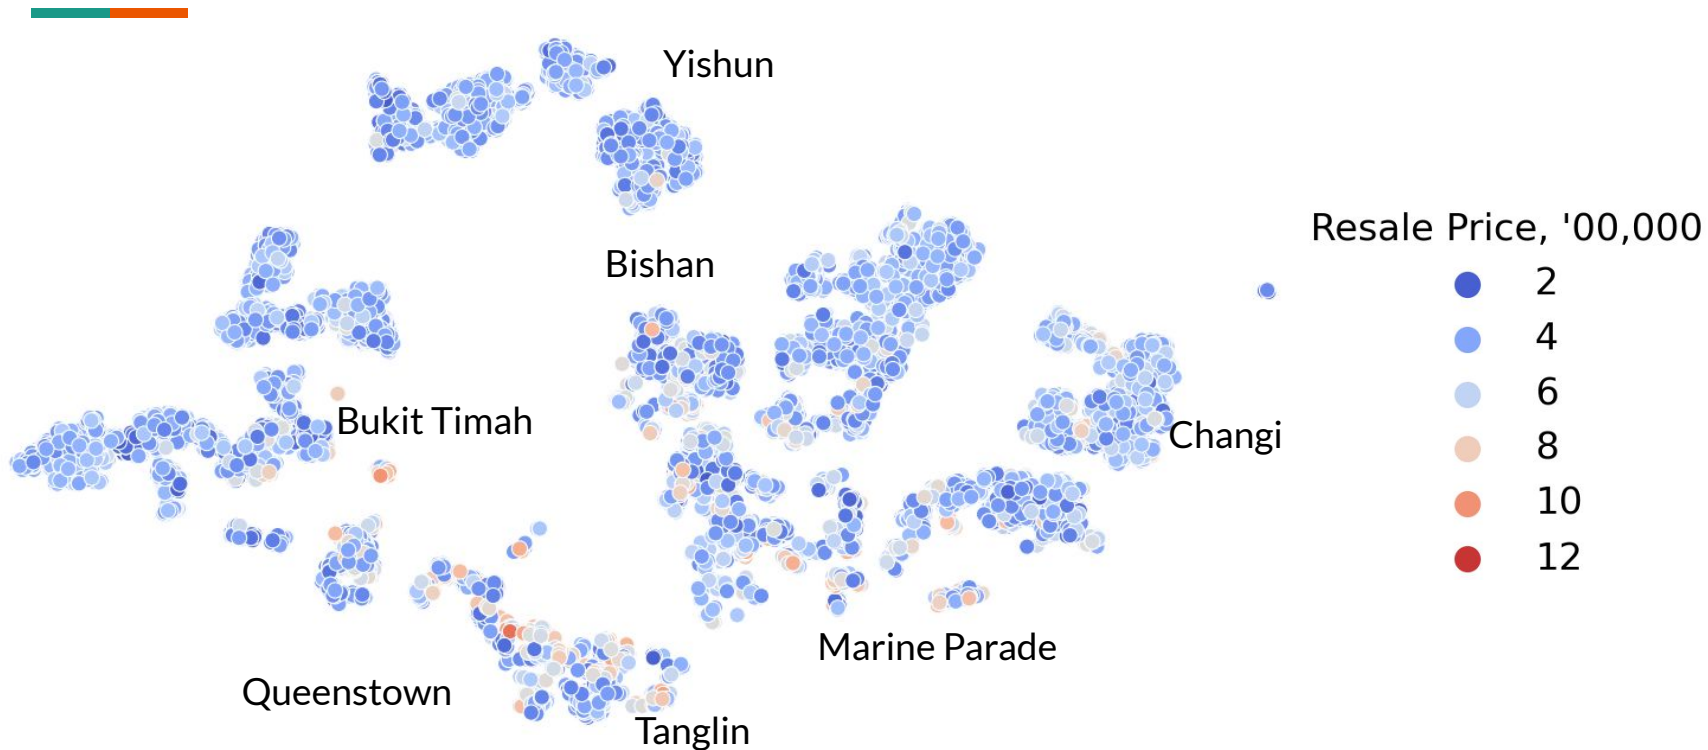 Yishun
Bishan
Bukit Timah
Changi
Marine Parade
Queenstown
Tanglin
Resale Price, '00,000
2
4
6
8
10
12